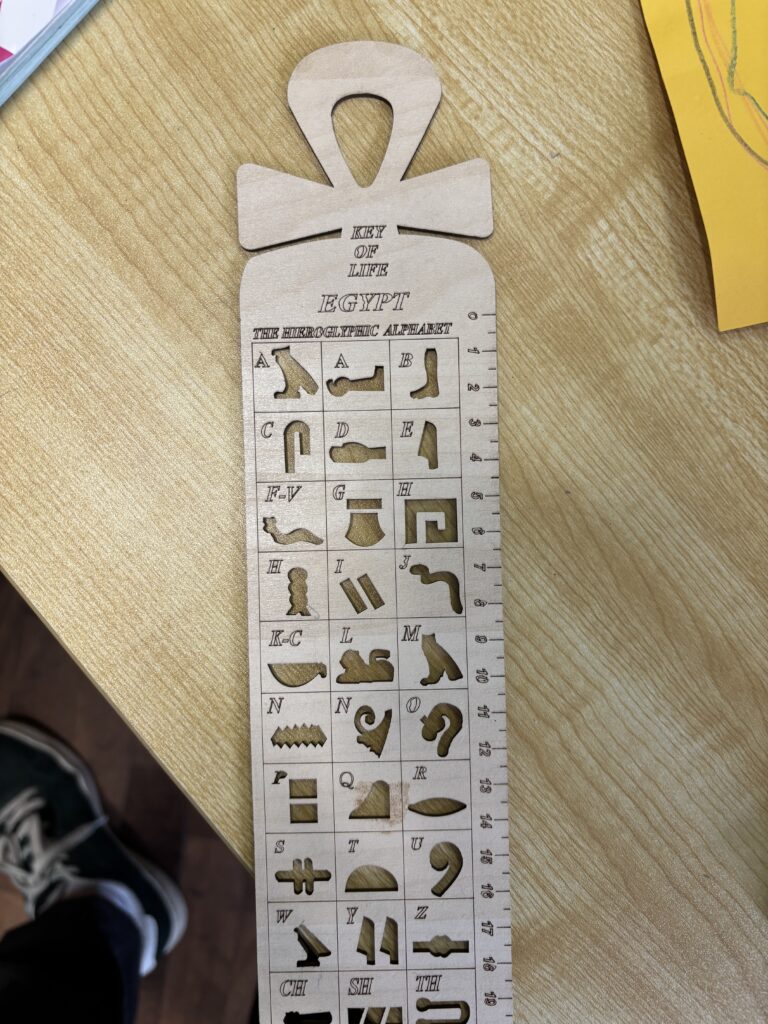 KEY
OF
LIFE
EGYPT
THE HIEROGLYPHIC ALPHABET
A A B
C D E
F-V G H
H I J
K-C L M
N N O
P Q R
S T U
W Y Z
CH SH TH
0
1
2
3
4
5
6
7
8
9
10
11
12
13
14
15
16
17
18
19